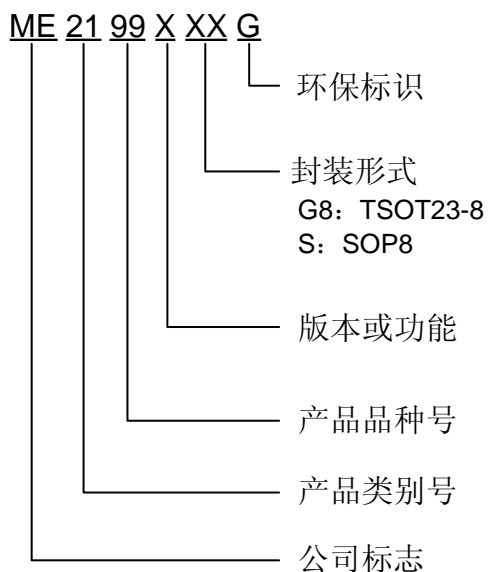 ME 21 99 X XX G
环保标识
封装形式
G8：TSOT23-8
S：SOP8
版本或功能
产品品种号
产品类别号
公司标志